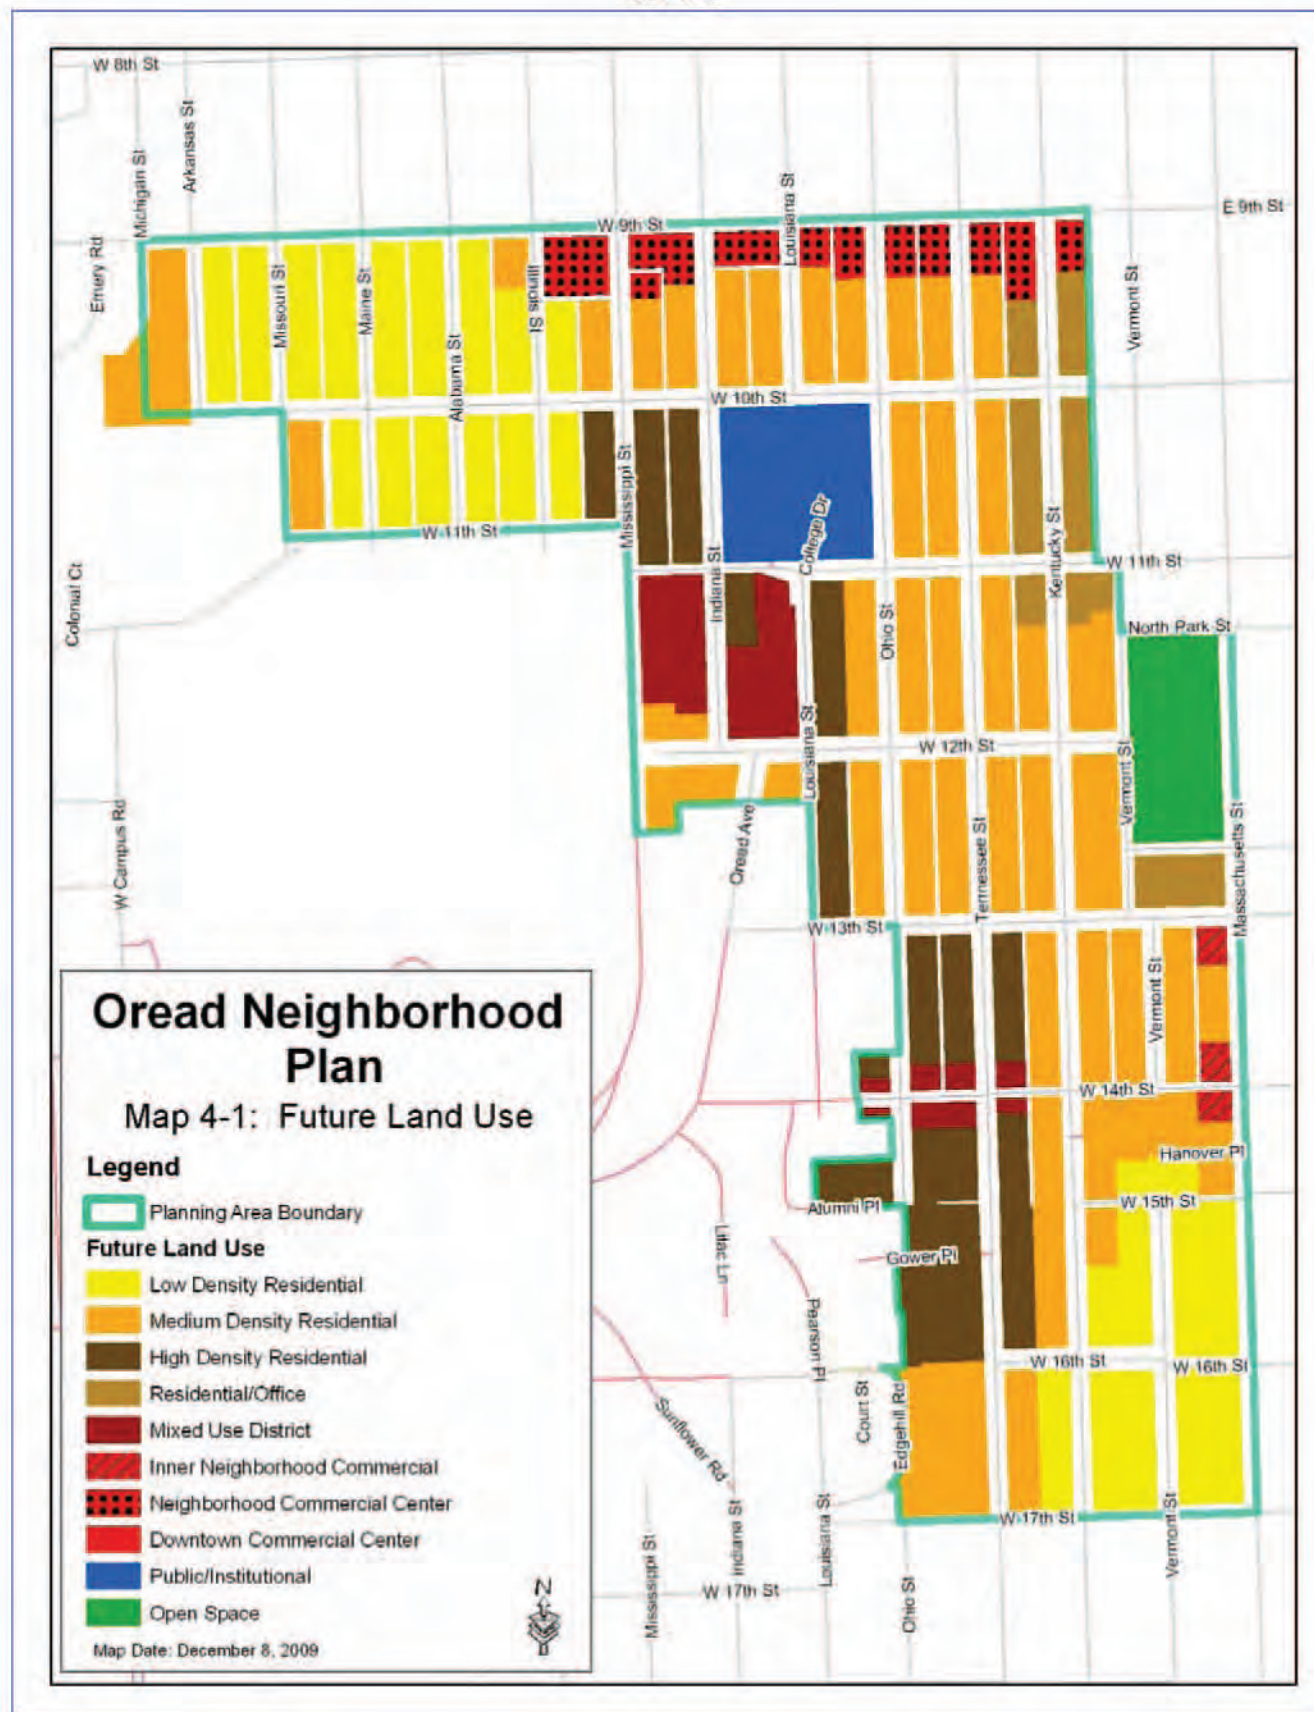 W 8th St
Arkansas St
Michigan St
Louisiana St
E 9th St
W 9th St
Emery Rd
Missouri St
Maine St
Illinois St
Vermont St
Alabama St
W 10th St
Mississippi St
College Dr
W 11th St
Kentucky St
W 11th St
Indiana St
Colonial Ct
Ohio St
North Park St
W 12th St
Louisiana St
Vermont St
W Campus Rd
Oread Ave
Tennessee St
Massachusetts St
W 13th St
Vermont St
W 14th St
Hanover Pl
W 15th St
Alumni Pl
Lilac Ln
Gower Pl
Pearson Pl
W 16th St
W 16th St
Court St
Edgehill Rd
Sunflower Rd
W 17th St
Indiana St
Louisiana St
Vermont St
Mississippi St
W 17th St
Ohio St
Oread Neighborhood
Plan
Map 4-1: Future Land Use
Legend
Planning Area Boundary
Future Land Use
Low Density Residential
Medium Density Residential
High Density Residential
Residential/Office
Mixed Use District
Inner Neighborhood Commercial
Neighborhood Commercial Center
Downtown Commercial Center
Public/Institutional
Open Space
N
Map Date: December 8, 2009